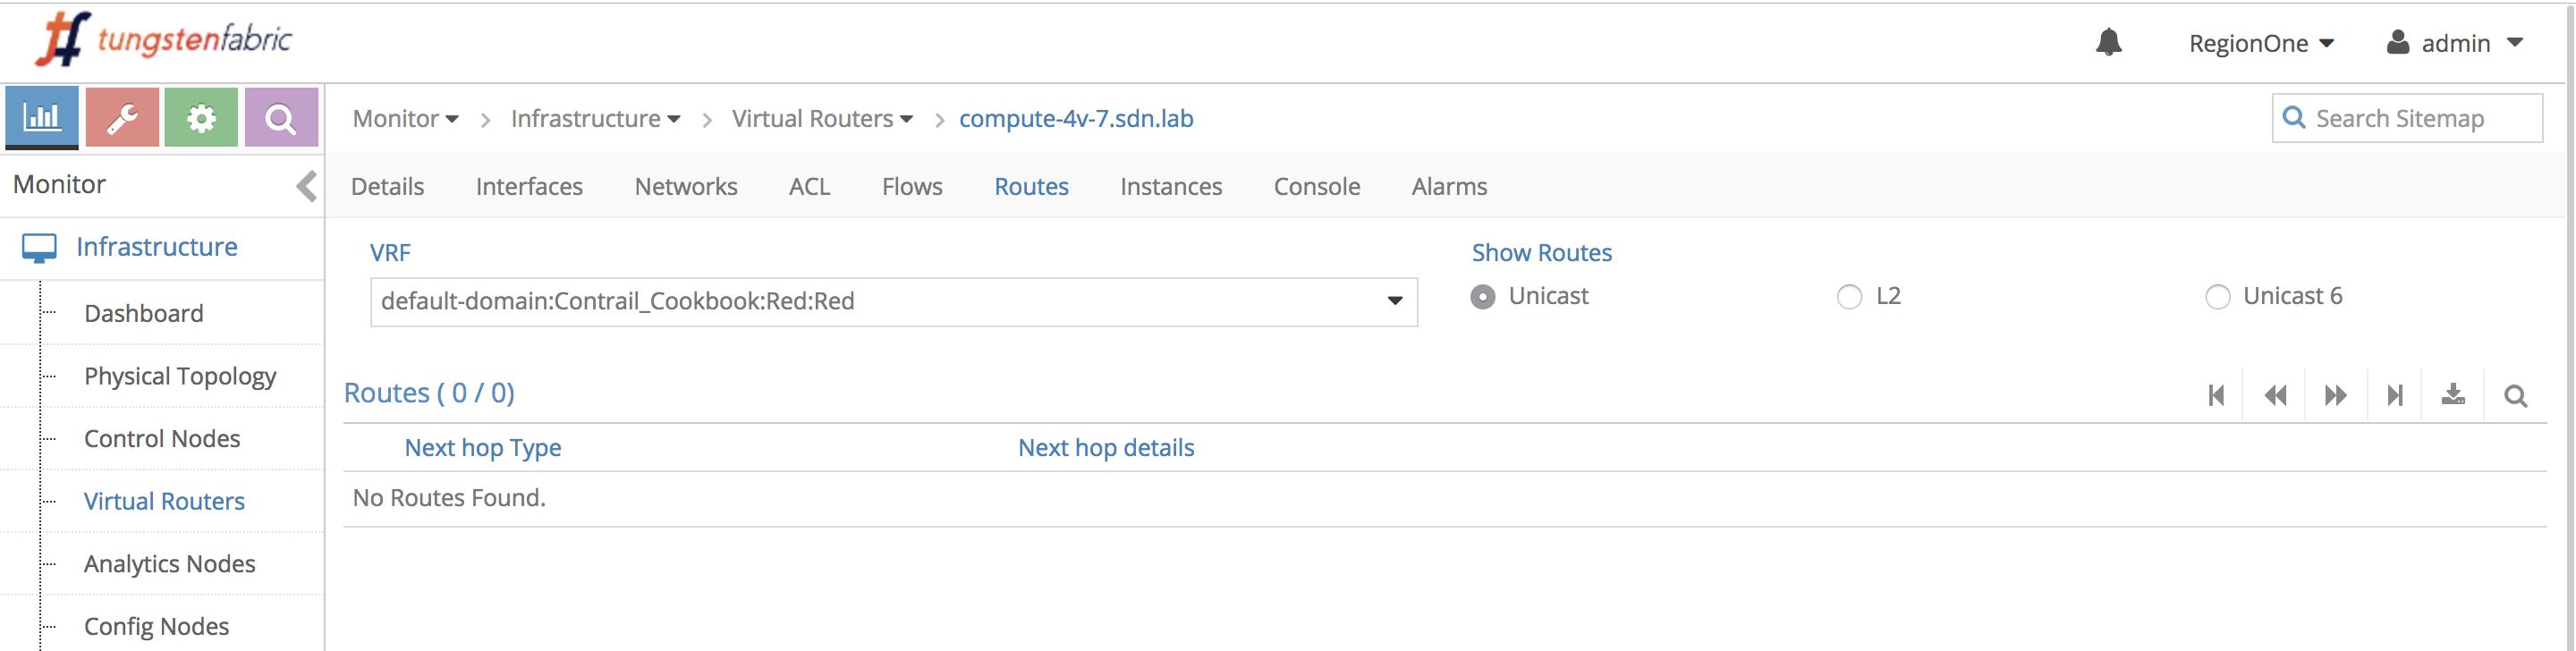 tungstenfabric
RegionOne admin
Monitor Infrastructure Virtual Routers compute-4v-7.sdn.lab Search Sitemap
Monitor
Details Interfaces Networks ACL Flows Routes Instances Console Alarms
Infrastructure
Dashboard
Physical Topology
Control Nodes
Virtual Routers
Analytics Nodes
Config Nodes
VRF
default-domain:Contrail_Cookbook:Red:Red
Show Routes
Unicast L2 Unicast 6
Routes ( 0 / 0)
Next hop Type Next hop details
No Routes Found.